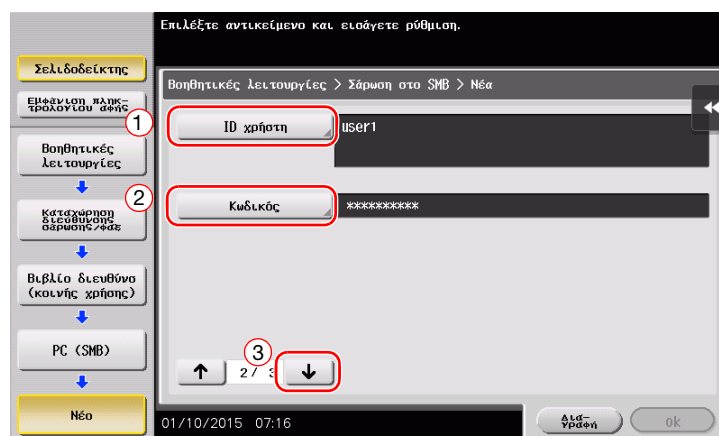 Επιλέξτε αντικείμενο και εισάγετε ρύθμιση.
Σελιδοδείκτης
Εμφάνιση πληκ-
τρολογίου αφής
Βοηθητικές λειτουργίες > Σάρωση στο SMB > Νέα
1
ID χρήστη
user1
Βοηθητικές
λειτουργίες
2
Κωδικός
**********
Καταχώρηση
διεύθυνσης
σάρωσης/φαξ
Βιβλίο διευθύνσ
(κοινής χρήσης)
PC (SMB)
3
2/ 3
Νέο
01/10/2015 07:16
Δια-
γραφή
ok